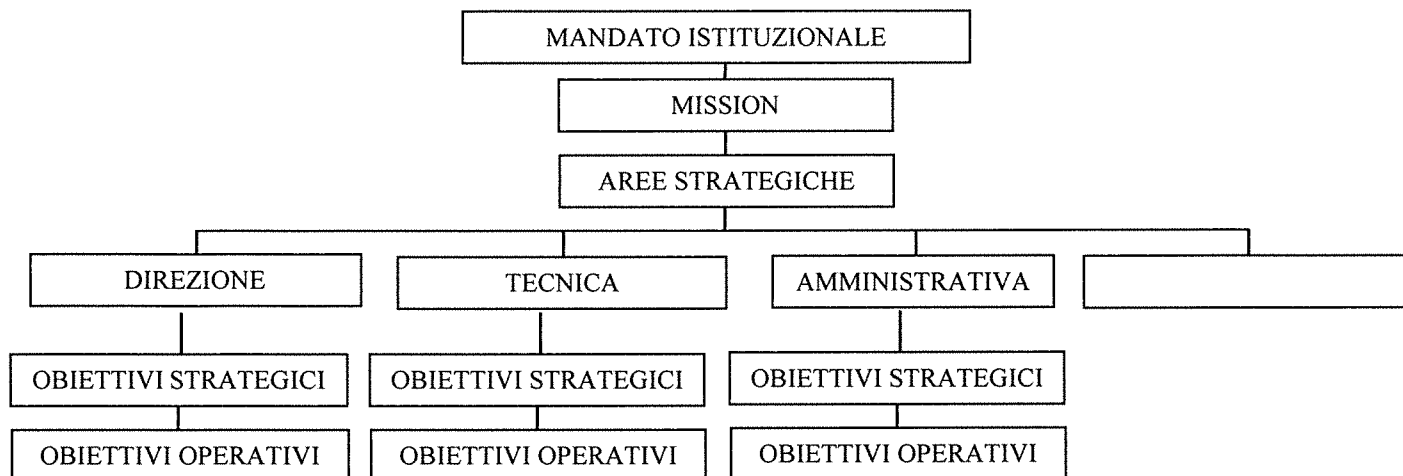 MANDATO ISTITUZIONALE
MISSION
AREE STRATEGICHE
DIREZIONE
TECNICA
AMMINISTRATIVA
OBIETTIVI STRATEGICI
OBIETTIVI STRATEGICI
OBIETTIVI STRATEGICI
OBIETTIVI OPERATIVI
OBIETTIVI OPERATIVI
OBIETTIVI OPERATIVI